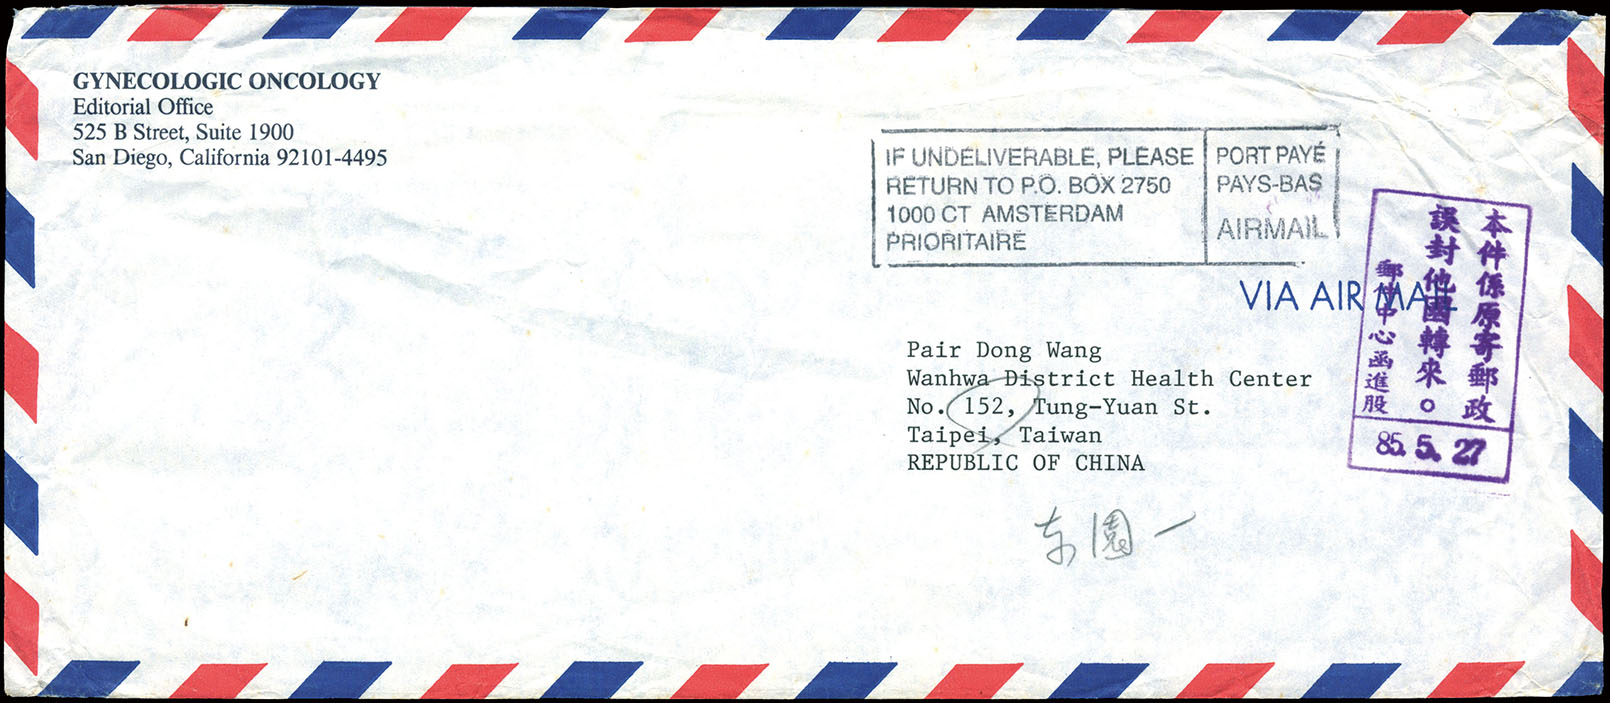 GYNECOLOGIC ONCOLOGY
Editorial Office
525 B Street, Suite 1900
San Diego, California 92101-4495
IF UNDELIVERABLE, PLEASE
RETURN TO P.O. BOX 2750
1000 CT AMSTERDAM
PRIORITAIRE
PORT PAYÉ
PAYS-BAS
AIRMAIL
VIA AIR MAIL
本件係原寄郵政
誤封他國轉來。
郵件中心函進股
85. 5. 27
Pair Dong Wang
Wanhwa District Health Center
No. 152, Tung-Yuan St.
Taipei, Taiwan
REPUBLIC OF CHINA
东園一